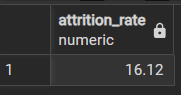 attrition_rate
numeric
1
16.12